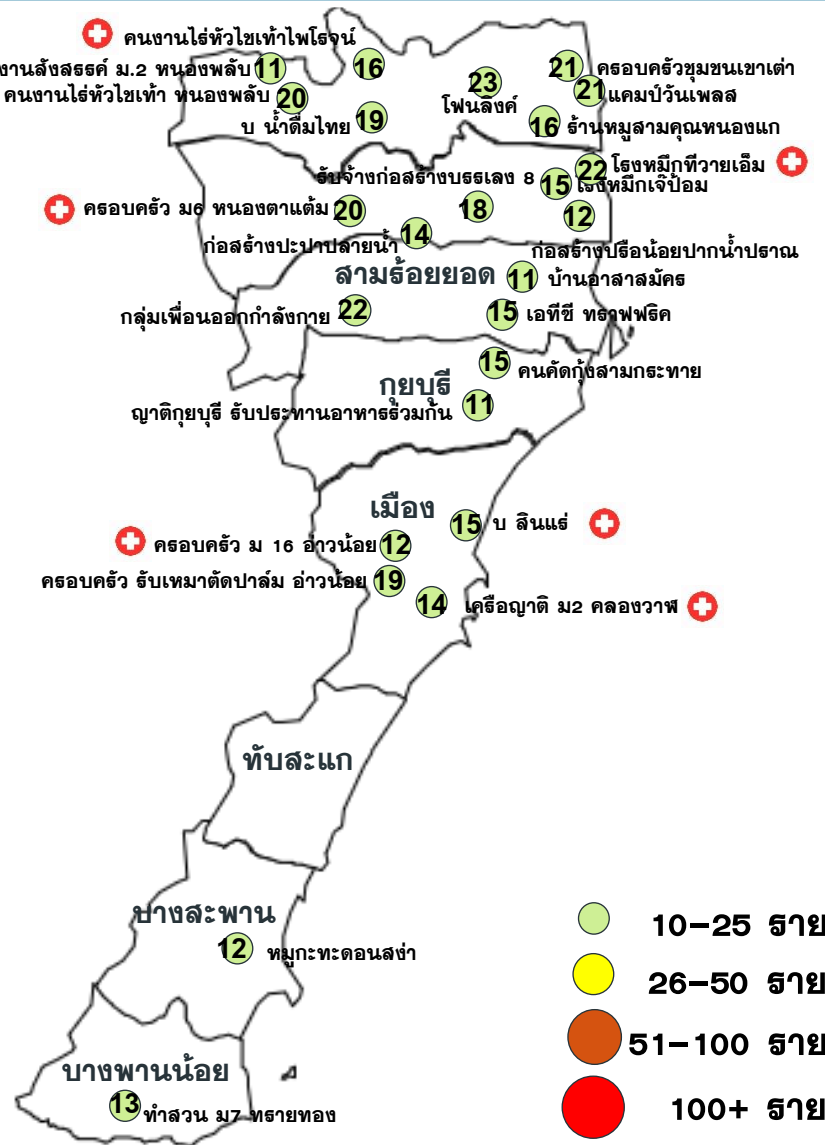 คนงานไร่หัวไชเท้าไพโรจน์
งานสังสรรค์ ม.2 หนองพลับ 11
16
23
โฟนลิงค์
21 ครอบครัวชุมชนเขาเต่า
คนงานไร่หัวไชเท้า หนองพลับ 20
21 แคมป์วันเพลส
บ น้ำดื่มไทย 19
16 ร้านหมูสามคุณหนองแก
22 โรงหมึกทีวายเอ็ม
รับจ้างก่อสร้างบรรเลง 8
15 โรงหมึกเจ๊ป้อม
ครอบครัว ม6 หนองตาแต้ม 20
18
12
ก่อสร้างปะปาปลายน้ำ 14
ก่อสร้างปรือน้อยปากน้ำปราณ
สามร้อยยอด
11 บ้านอาสาสมัคร
กลุ่มเพื่อนออกกำลังกาย 22
15 เอทีซี ทราฟฟริค
15 คนคัดกุ้งสามกระทาย
กุยบุรี
ญาติกุยบุรี รับประทานอาหารร่วมกัน 11
เมือง
15 บ สินแร่
ครอบครัว ม 16 อ่าวน้อย 12
ครอบครัว รับเหมาตัดปาล์ม อ่าวน้อย 19
14 เครือญาติ ม2 คลองวาฬ
ทับสะแก
บางสะพาน
12 หมูกะทะดอนสง่า
บางพานน้อย
13 ทำสวน ม7 ทรายทอง
10-25 ราย
26-50 ราย
51-100 ราย
100+ ราย